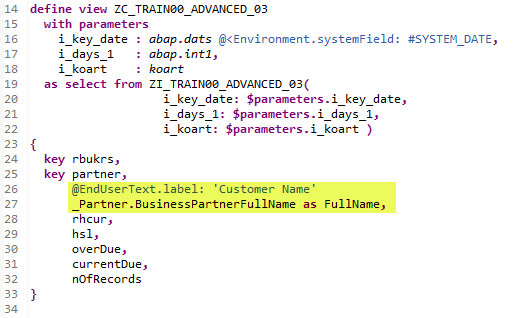 14 define view ZC_TRAIN00_ADVANCED_03
15 with parameters
16 i_key_date : abap.dats @<Environment.systemField: #SYSTEM_DATE,
17 i_days_1 : abap.int1,
18 i_koart : koart
19 as select from ZI_TRAIN00_ADVANCED_03(
20 i_key_date: $parameters.i_key_date,
21 i_days_1: $parameters.i_days_1,
22 i_koart: $parameters.i_koart )
23 {
24 key rbukrs,
25 key partner,
26 @EndUserText.label: 'Customer Name'
27 _Partner.BusinessPartnerFullName as FullName,
28 rhcur,
29 hsl,
30 overDue,
31 currentDue,
32 nOfRecords
33 }
34